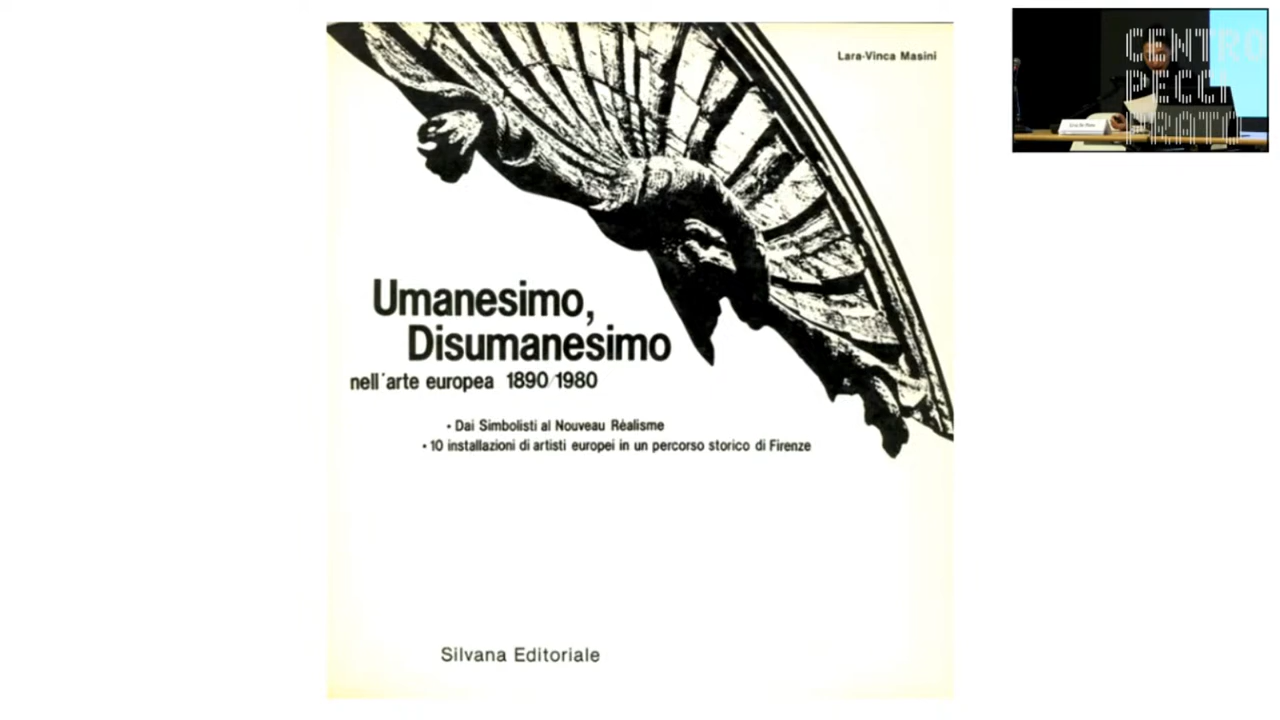 Lara-Vinca Masini
Umanesimo,
Disumanesimo
nell'arte europea 1890/1980
• Dai Simbolisti al Nouveau Réalisme
• 10 installazioni di artisti europei in un percorso storico di Firenze
Silvana Editoriale
CENTRO
PECCI
PRATO